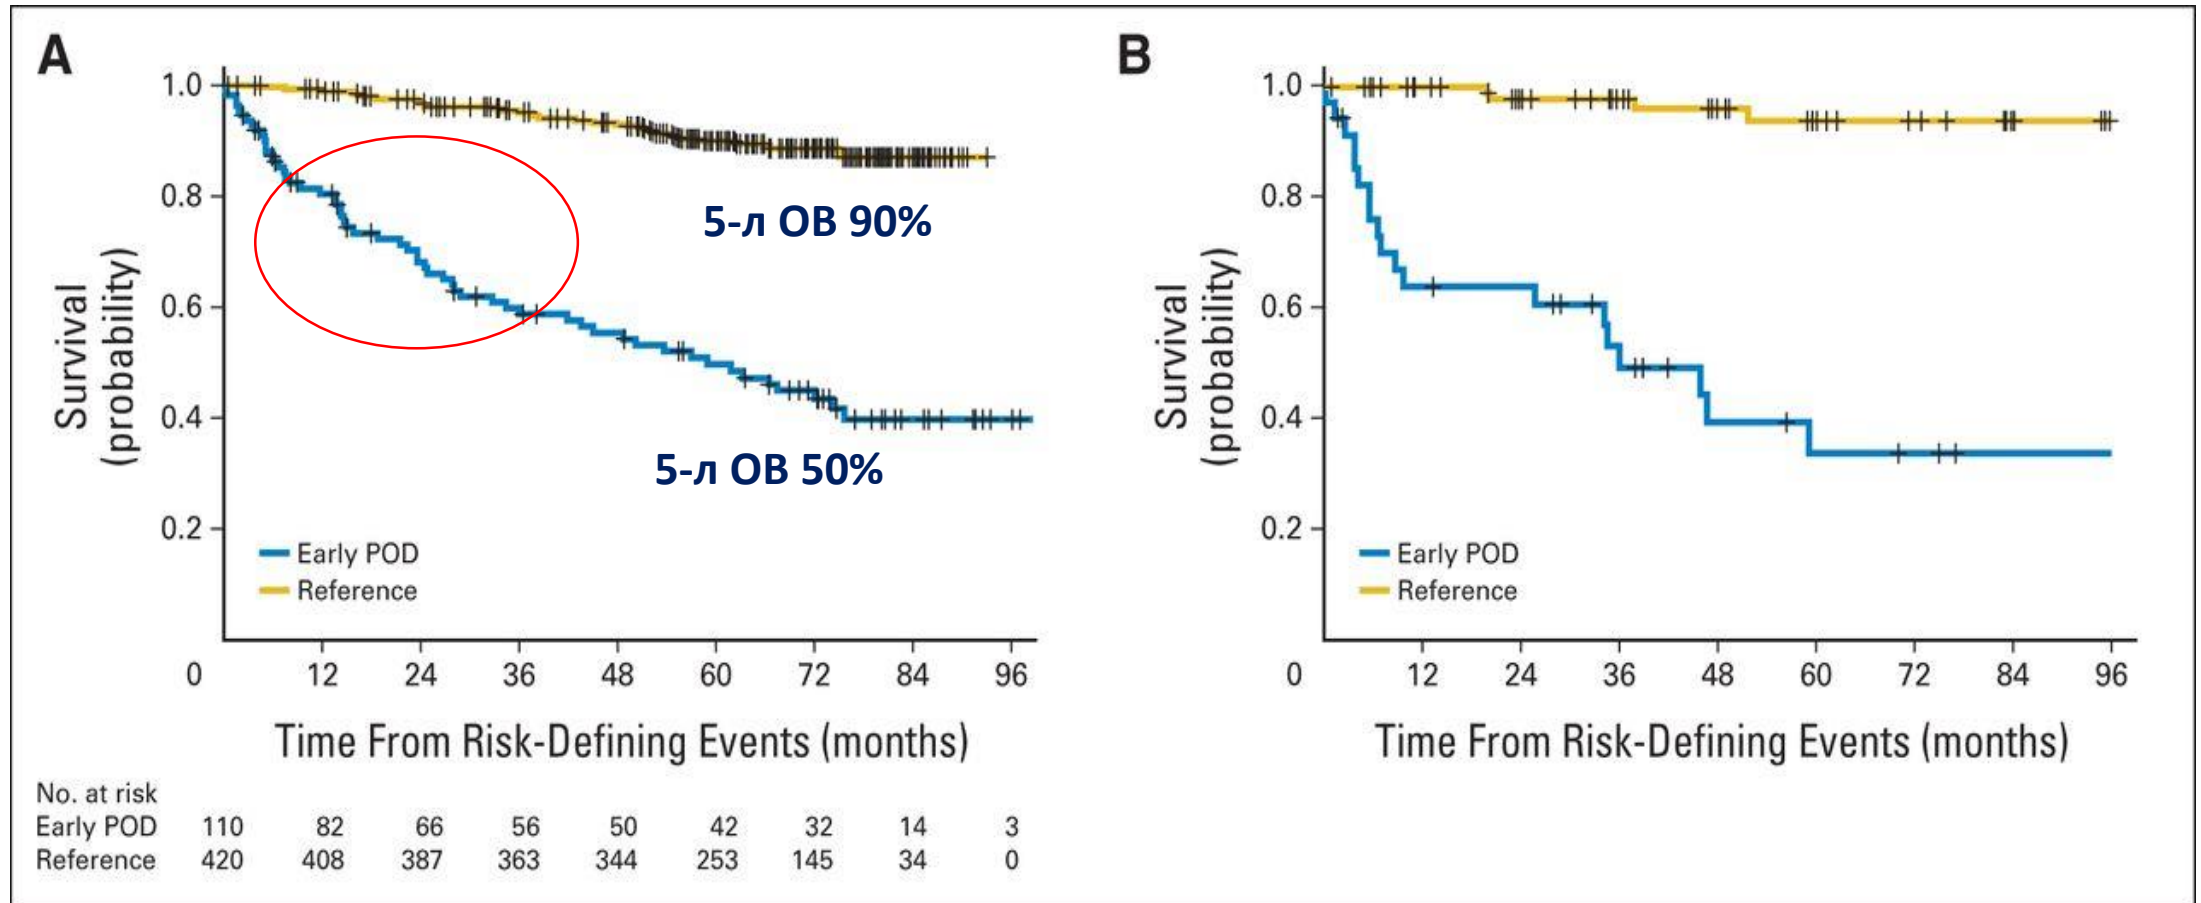 A
1.0
0.8
0.6
0.4
0.2
Survival
(probability)
5-л ОВ 90%
5-л ОВ 50%
Early POD
Reference
0 12 24 36 48 60 72 84 96
Time From Risk-Defining Events (months)
No. at risk
Early POD 110 82 66 56 50 42 32 14 3
Reference 420 408 387 363 344 253 145 34 0
B
1.0
0.8
0.6
0.4
0.2
Survival
(probability)
Early POD
Reference
0 12 24 36 48 60 72 84 96
Time From Risk-Defining Events (months)